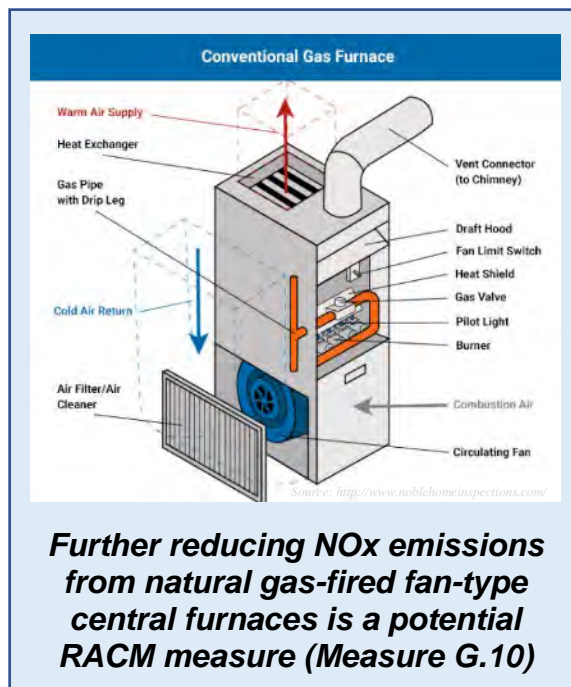 Conventional Gas Furnace
Warm Air Supply
Heat Exchanger
Gas Pipe
with Drip Leg
Cold Air Return
Air Filter/Air
Cleaner
Vent Connector
(to Chimney)
Draft Hood
Fan Limit Switch
Heat Shield
Gas Valve
Pilot Light
Burner
Combustion Air
Circulating Fan
Source: http://www.noblehomeinspections.com/
Further reducing NOx emissions
from natural gas-fired fan-type
central furnaces is a potential
RACM measure (Measure G.10)